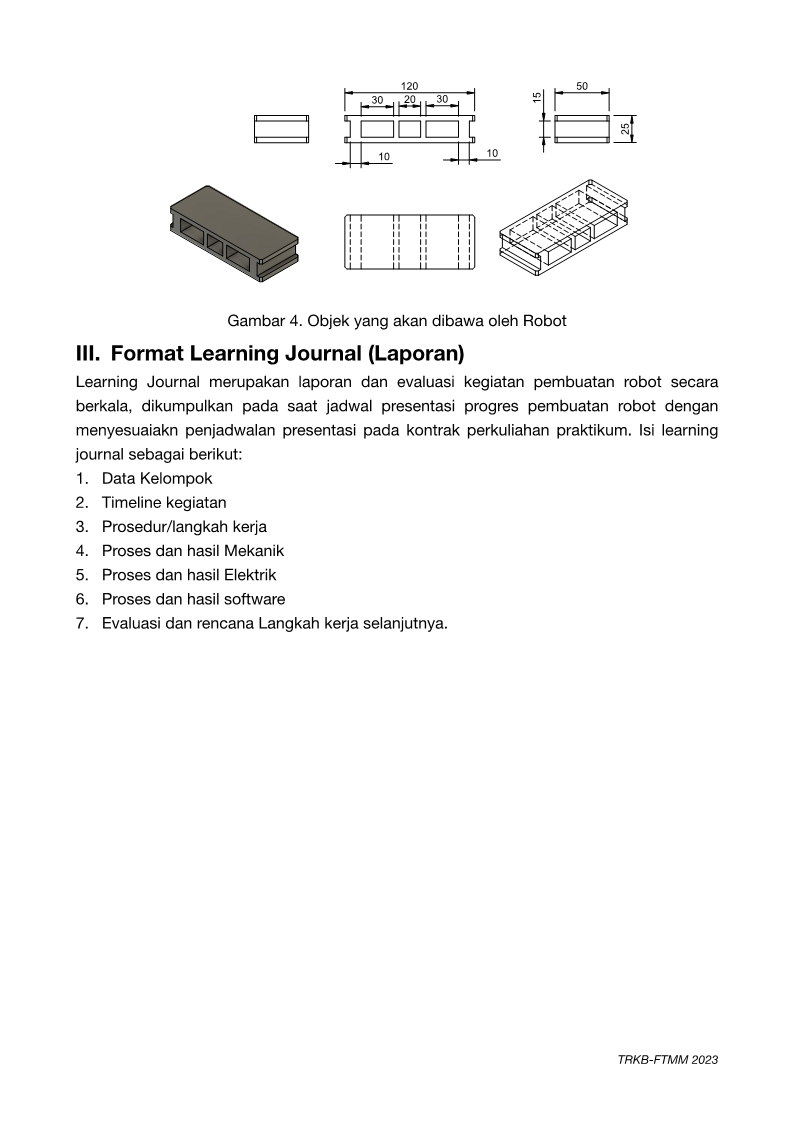 120
50
30
20
30
15
25
10
10
Gambar 4. Objek yang akan dibawa oleh Robot
III. Format Learning Journal (Laporan)
Learning Journal merupakan laporan dan evaluasi kegiatan pembuatan robot secara
berkala, dikumpulkan pada saat jadwal presentasi progres pembuatan robot dengan
menyesuaiakn penjadwalan presentasi pada kontrak perkuliahan praktikum. Isi learning
journal sebagai berikut:
1. Data Kelompok
2. Timeline kegiatan
3. Prosedur/langkah kerja
4. Proses dan hasil Mekanik
5. Proses dan hasil Elektrik
6. Proses dan hasil software
7. Evaluasi dan rencana Langkah kerja selanjutnya.
TRKB-FTMM 2023